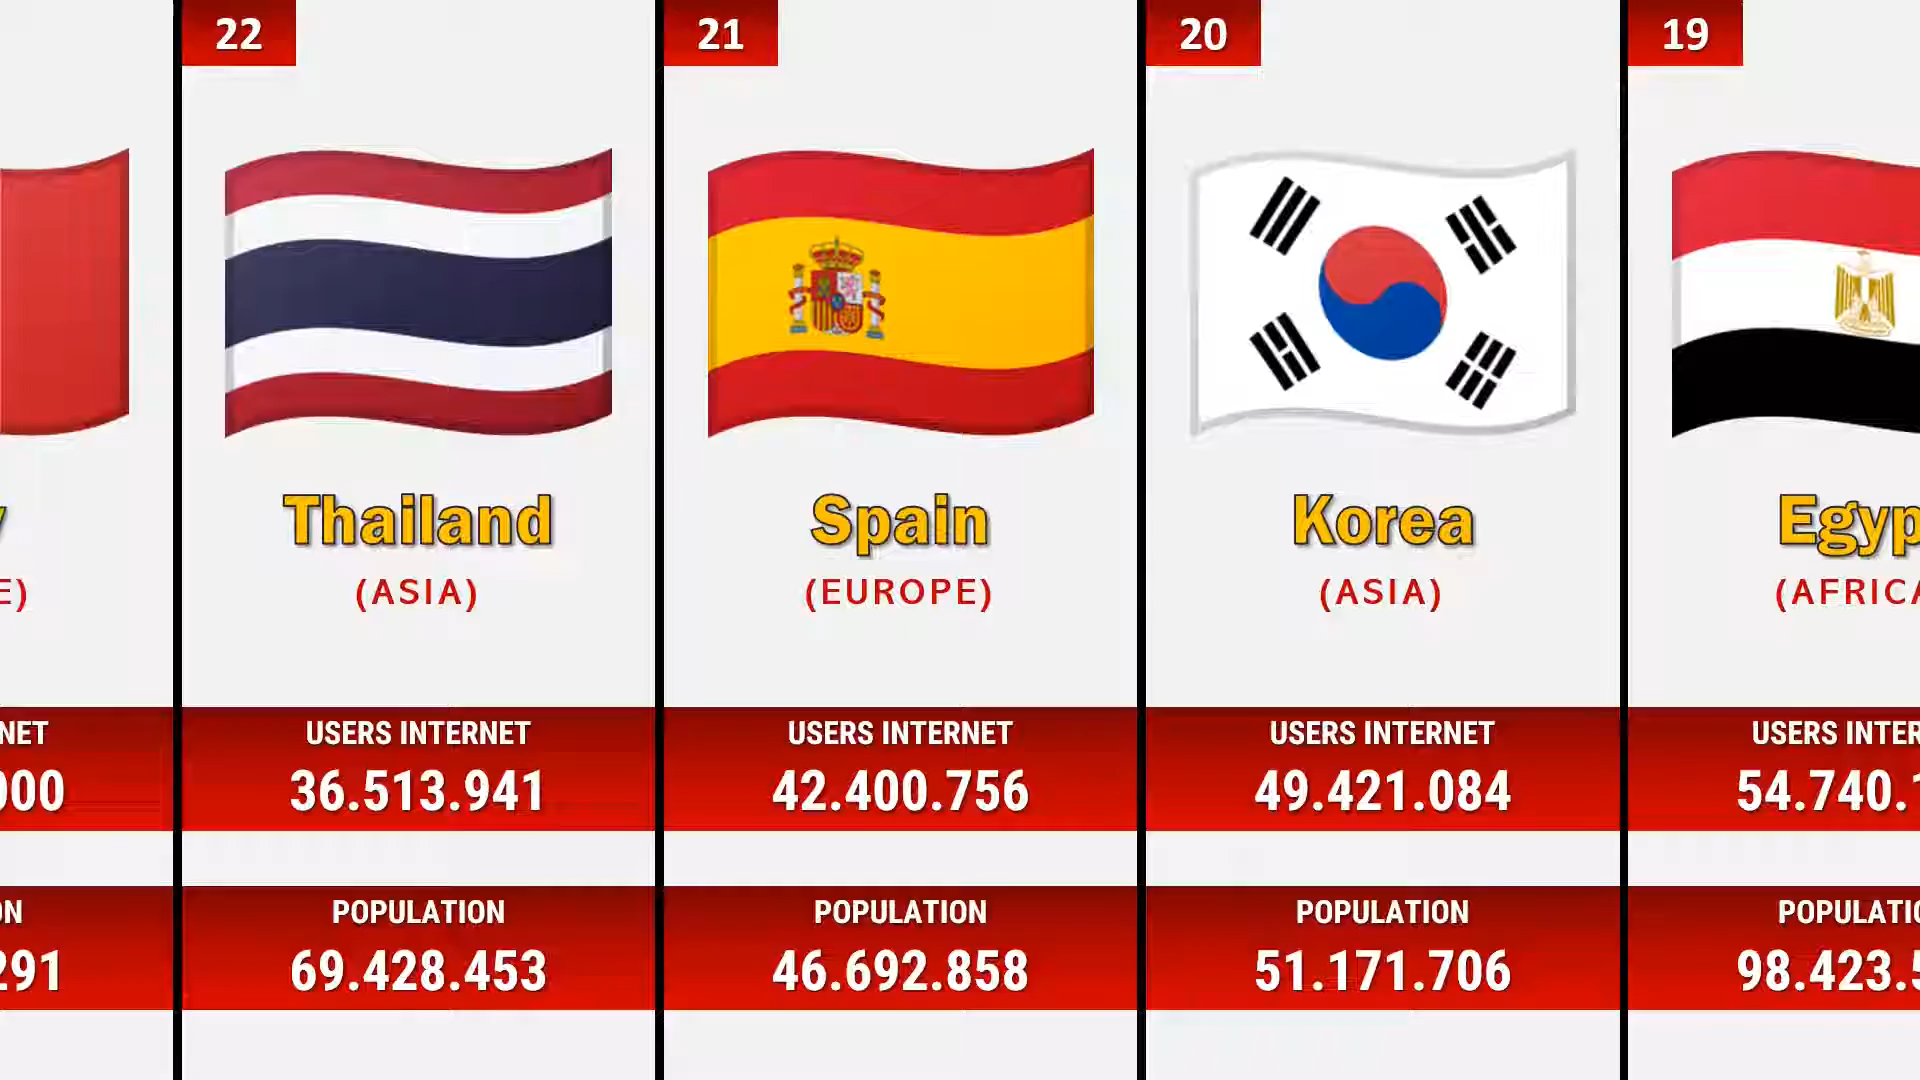 22
21
20
19
Thailand
Spain
Korea
(ASIA)
(EUROPE)
(ASIA)
USERS INTERNET
USERS INTERNET
USERS INTERNET
USERS
36.513.941
42.400.756
49.421.084
POPULATION
POPULATION
POPULATION
69.428.453
46.692.858
51.171.706